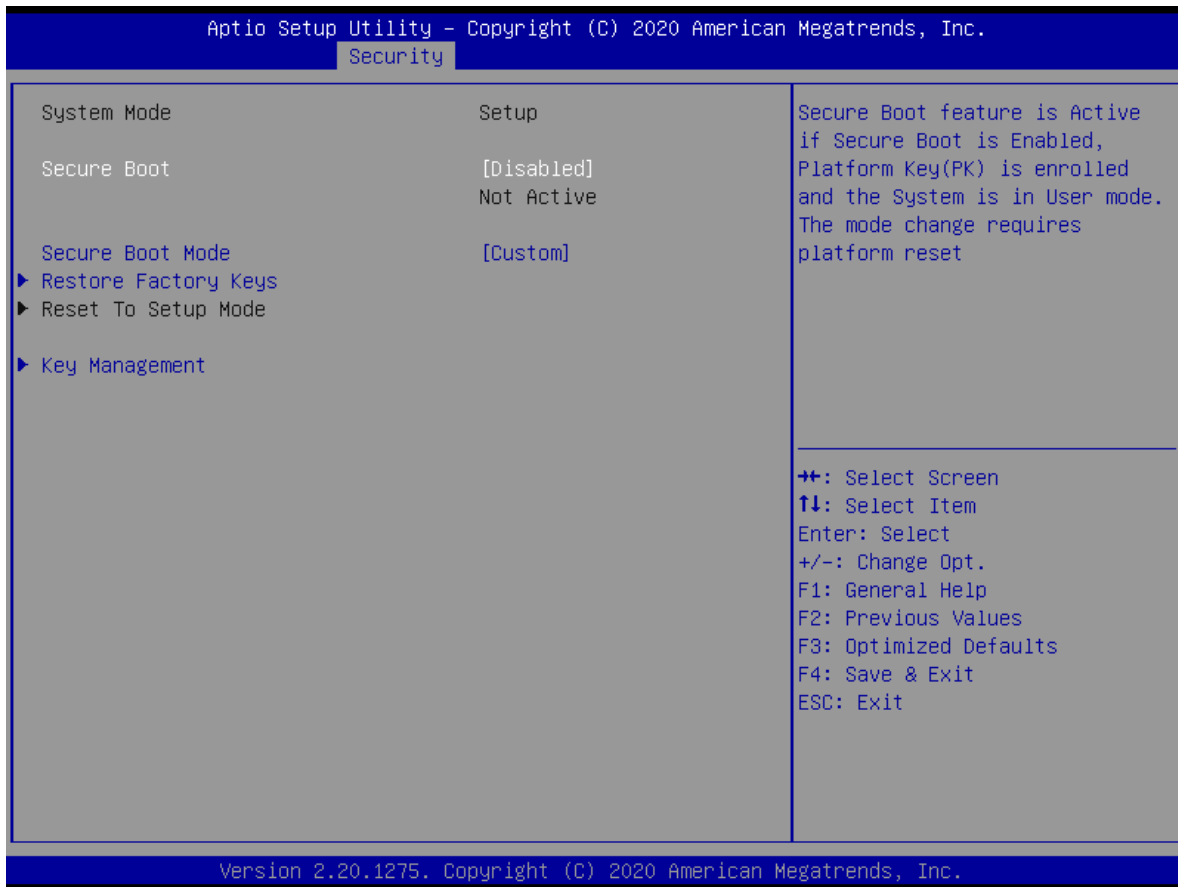 Aptio Setup Utility – Copyright (C) 2020 American Megatrends, Inc.
Security
System Mode Setup
Secure Boot [Disabled]
Not Active
Secure Boot Mode [Custom]
▶ Restore Factory Keys
▶ Reset To Setup Mode
▶ Key Management
Secure Boot feature is Active
if Secure Boot is Enabled,
Platform Key(PK) is enrolled
and the System is in User mode.
The mode change requires
platform reset
→←: Select Screen
↑↓: Select Item
Enter: Select
+/-: Change Opt.
F1: General Help
F2: Previous Values
F3: Optimized Defaults
F4: Save & Exit
ESC: Exit
Version 2.20.1275. Copyright (C) 2020 American Megatrends, Inc.